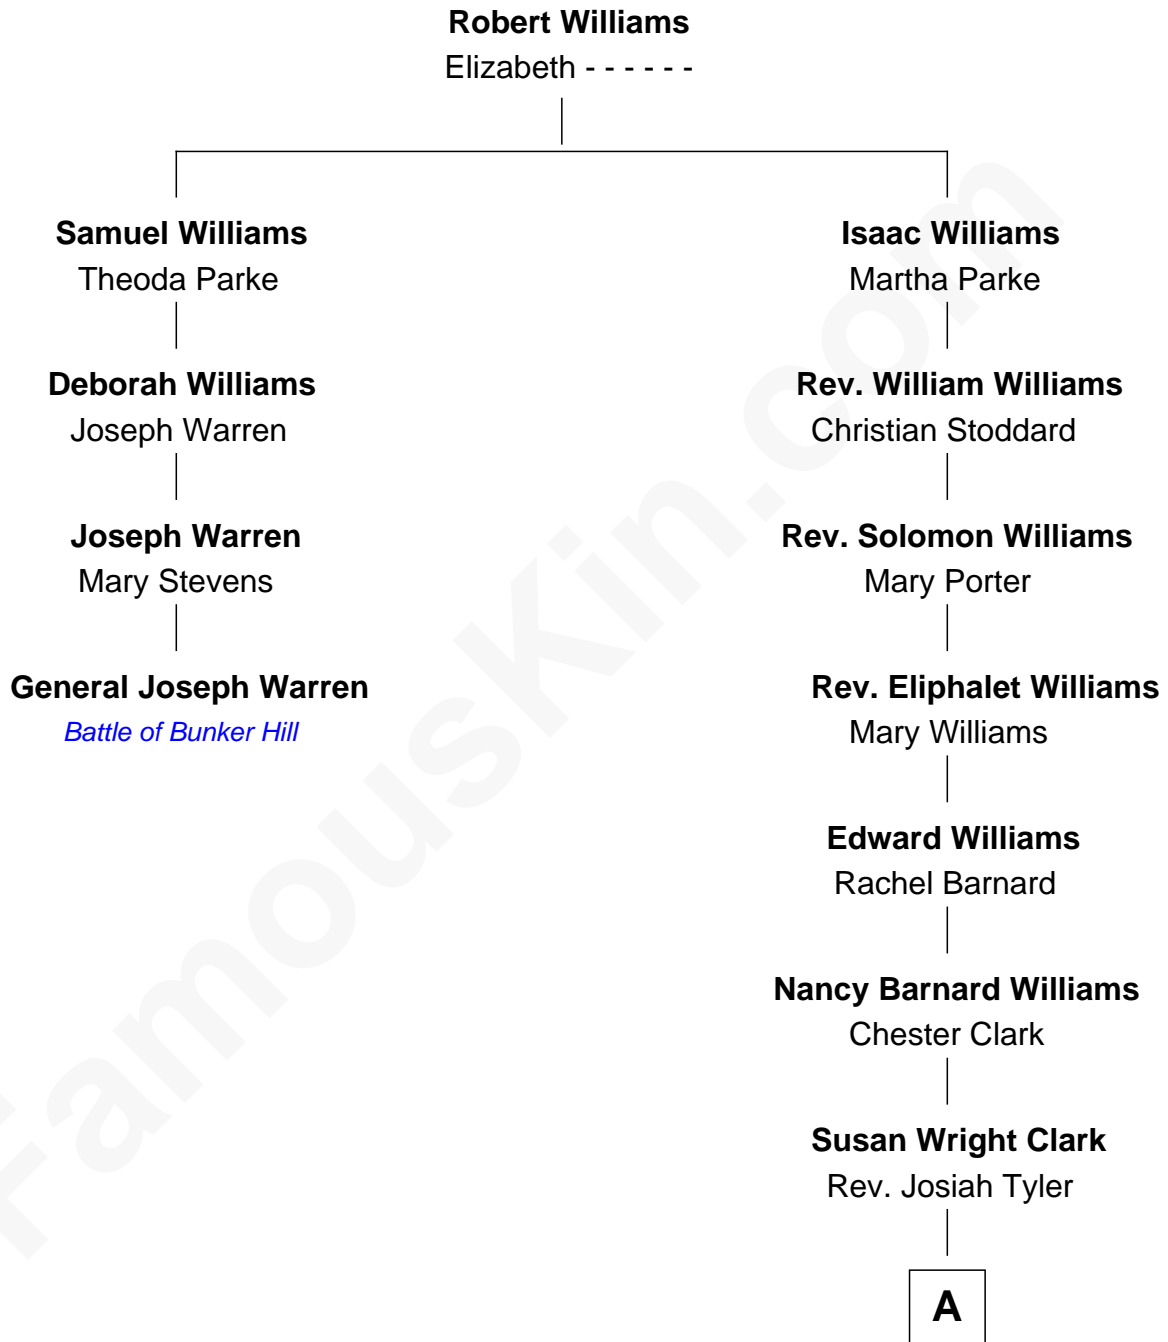 Robert Williams
Elizabeth - - - - - -
Samuel Williams
Theoda Parke
Isaac Williams
Martha Parke
Deborah Williams
Joseph Warren
Rev. William Williams
Christian Stoddard
Joseph Warren
Mary Stevens
Rev. Solomon Williams
Mary Porter
General Joseph Warren
Battle of Bunker Hill
Rev. Eliphalet Williams
Mary Williams
Edward Williams
Rachel Barnard
Nancy Barnard Williams
Chester Clark
Susan Wright Clark
Rev. Josiah Tyler
A
FamousKin.com